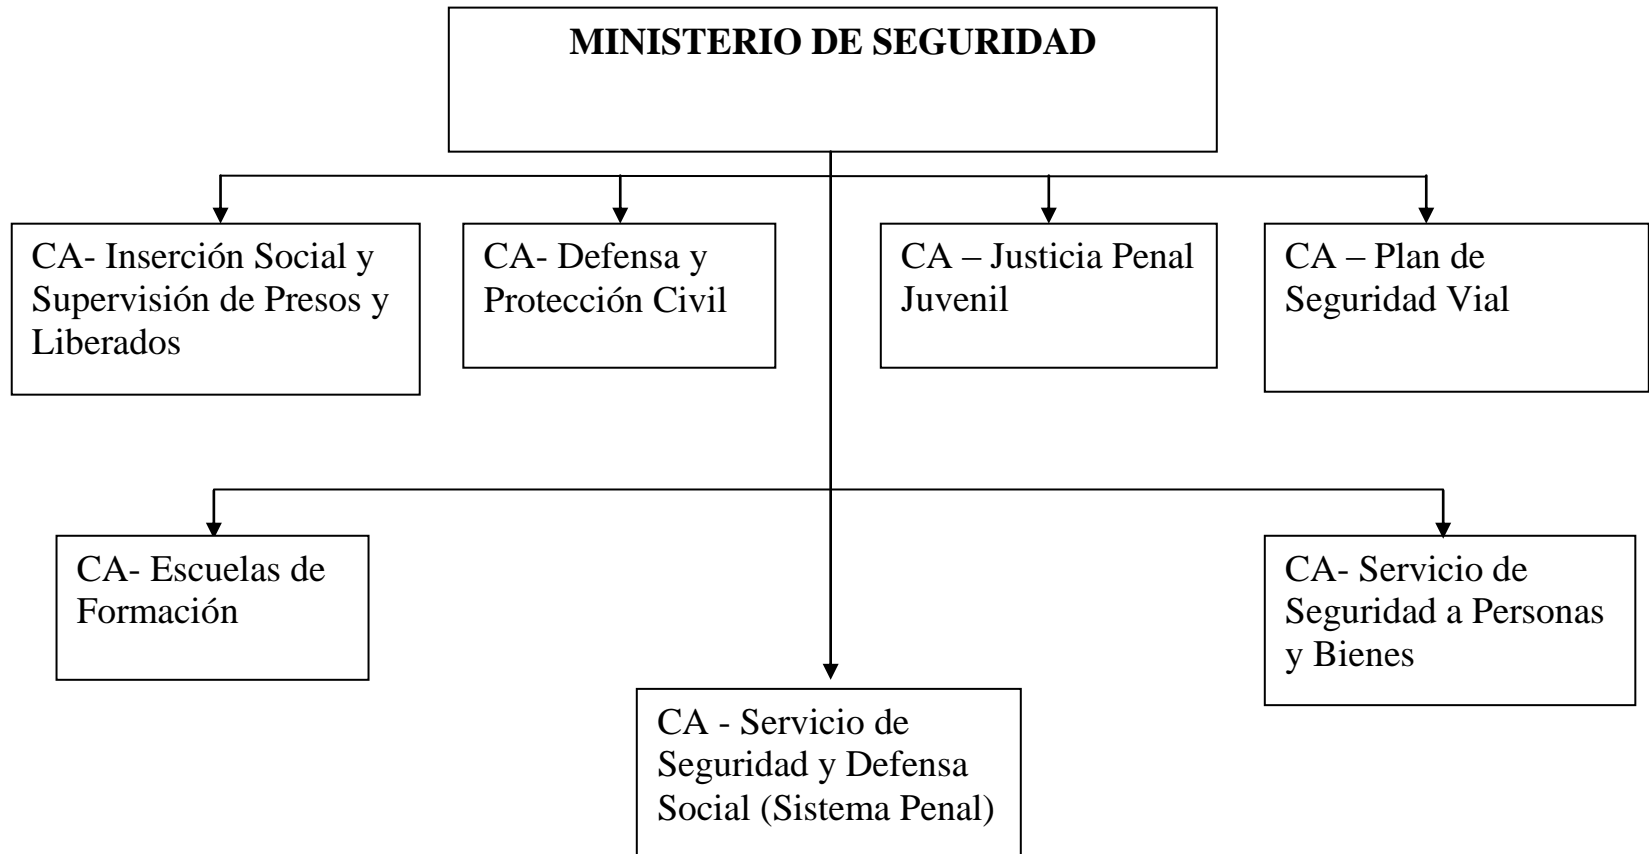 MINISTERIO DE SEGURIDAD
CA- Inserción Social y
Supervisión de Presos y
Liberados
CA- Defensa y
Protección Civil
CA – Justicia Penal
Juvenil
CA – Plan de
Seguridad Vial
CA- Escuelas de
Formación
CA - Servicio de
Seguridad y Defensa
Social (Sistema Penal)
CA- Servicio de
Seguridad a Personas
y Bienes